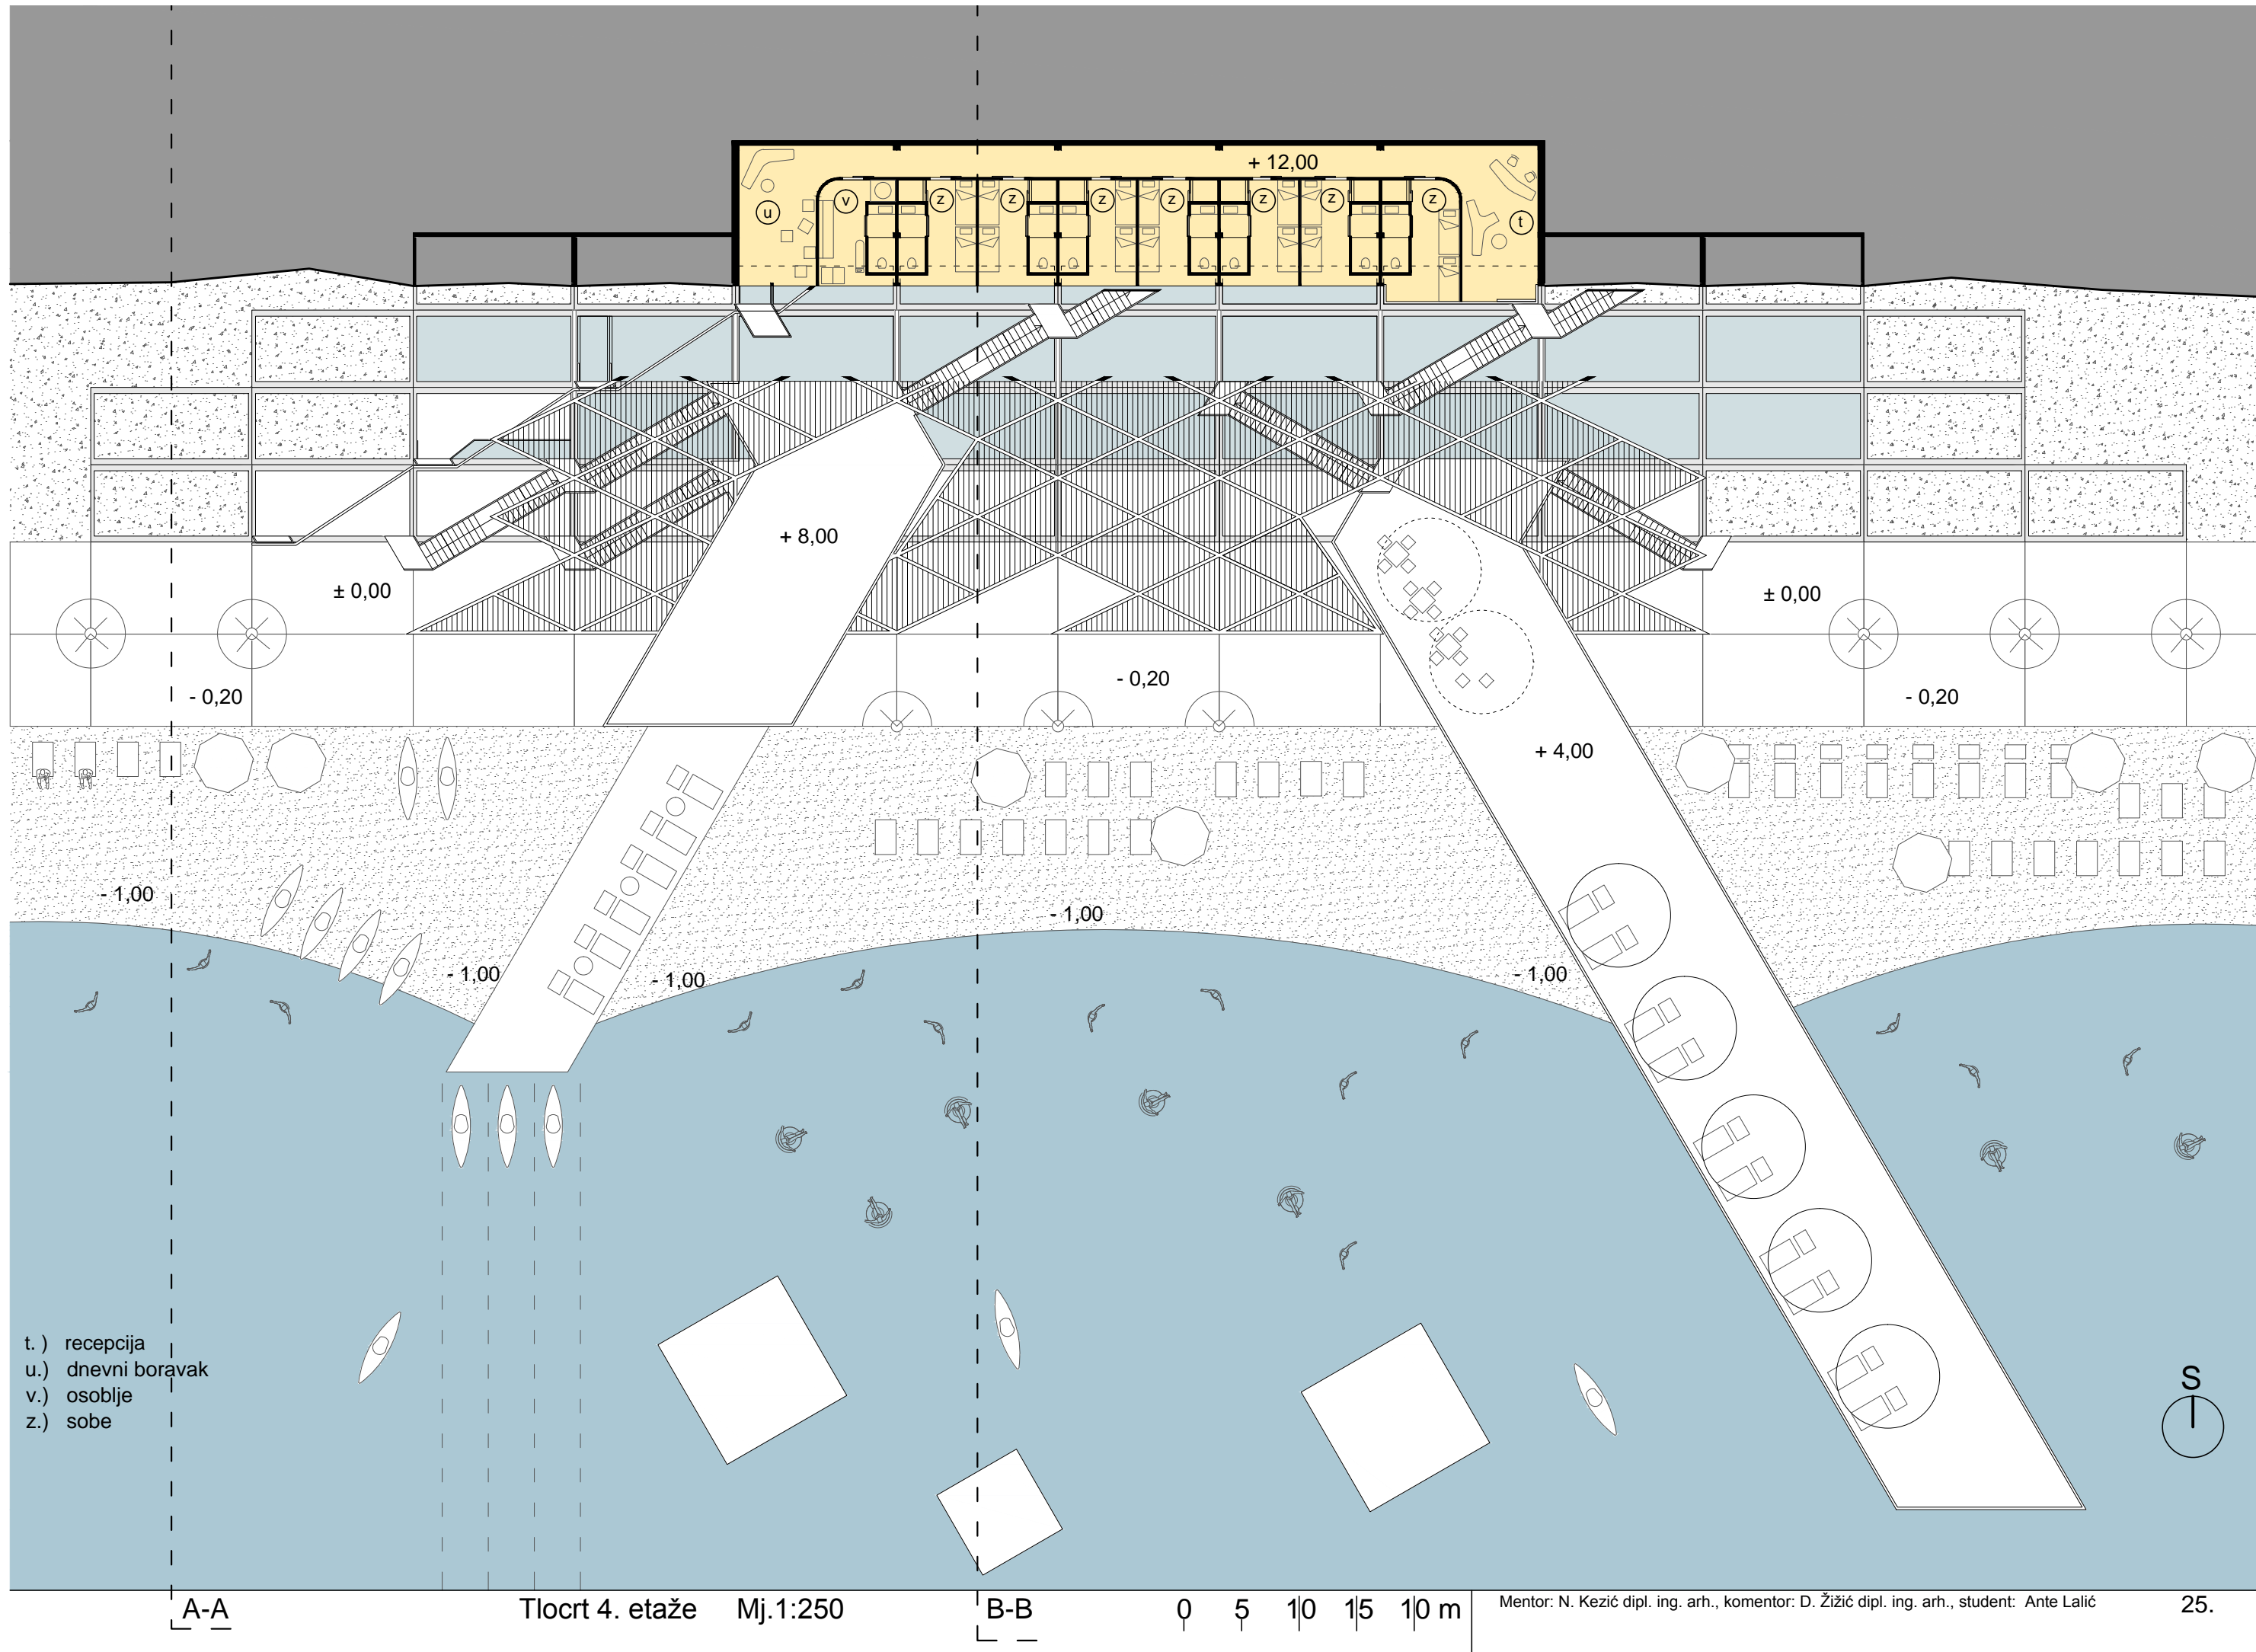 + 12,00
u
v
z
z
z
z
z
z
z
t
+ 8,00
± 0,00
± 0,00
- 0,20
- 0,20
- 0,20
+ 4,00
- 1,00
- 1,00
- 1,00
- 1,00
- 1,00
t. ) recepcija
u.) dnevni boravak
v.) osoblje
z.) sobe
S
A-A
Tlocrt 4. etaže Mj.1:250
B-B
0 5 10 15 10 m
Mentor: N. Kezić dipl. ing. arh., komentor: D. Žižić dipl. ing. arh., student: Ante Lalić
25.